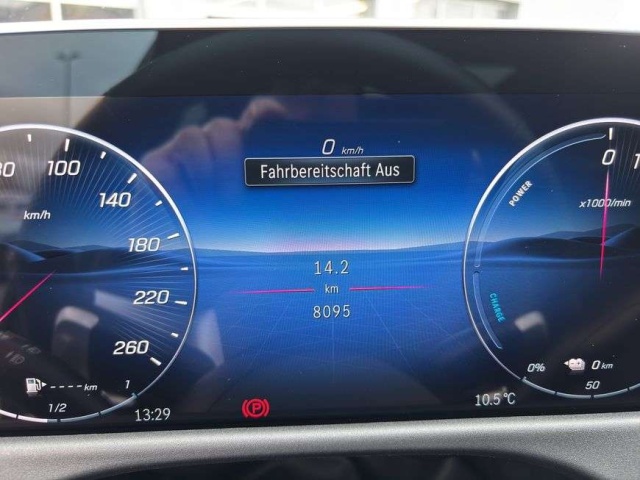 0 km/h
Fahrbereitschaft Aus
100
140
180
220
260
km/h
14.2
km
8095
POWER
CHARGE
0
x1000/min
----- km
1/2
1
13:29
10.5 °C
0%
0 km
50